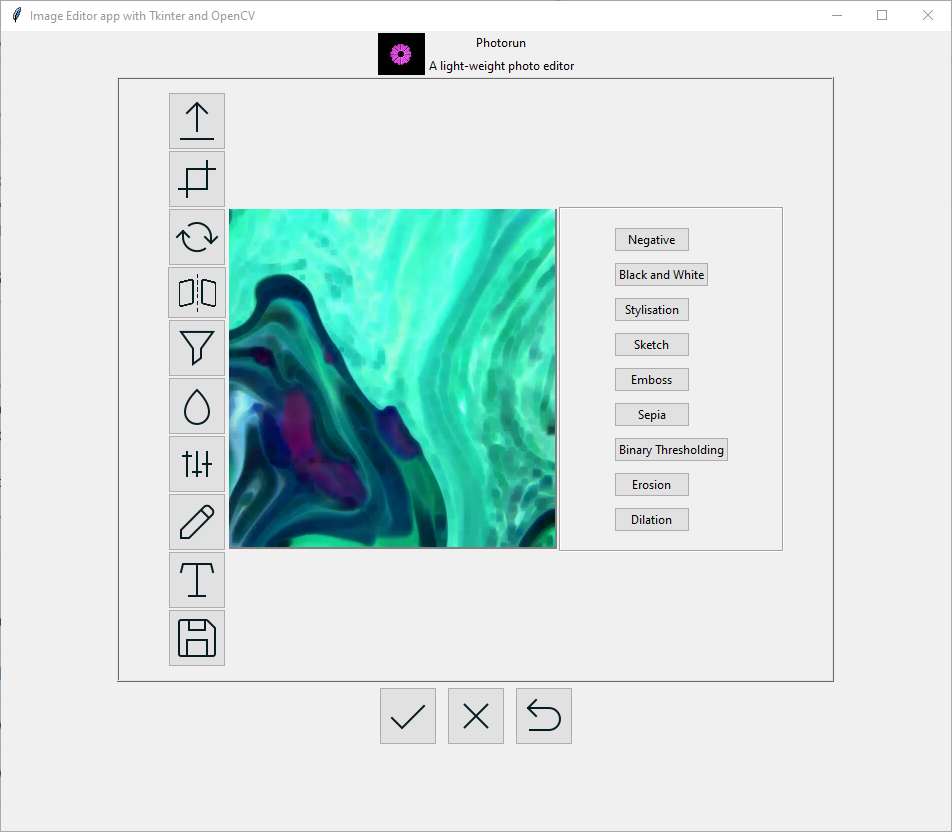 Image Editor app with Tkinter and OpenCV
Photorun
A light-weight photo editor
Negative
Black and White
Stylisation
Sketch
Emboss
Sepia
Binary Thresholding
Erosion
Dilation